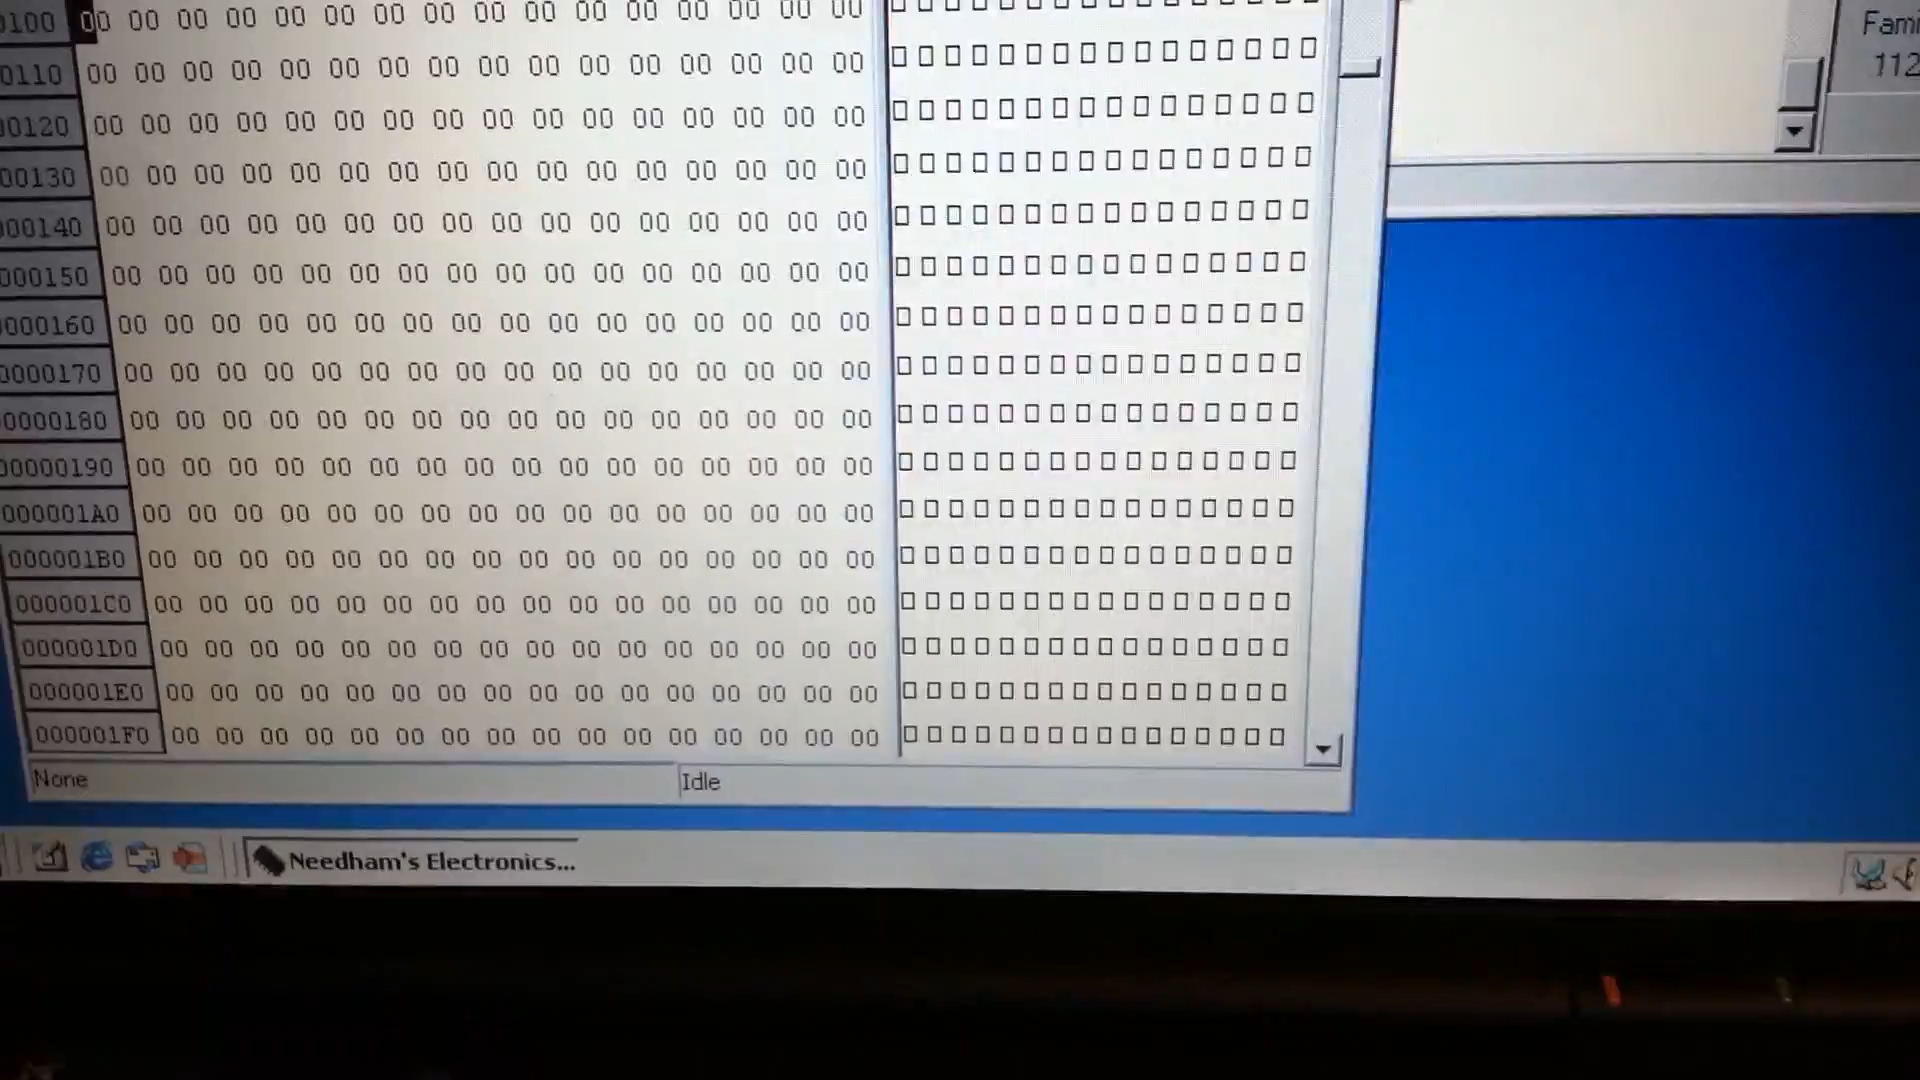 0100 00 00 00 00 00 00 00 00 00 00 00 00 00 00 00 00
Fami
0110 00 00 00 00 00 00 00 00 00 00 00 00 00 00 00 00
112
00120 00 00 00 00 00 00 00 00 00 00 00 00 00 00 00 00
00130 00 00 00 00 00 00 00 00 00 00 00 00 00 00 00 00
000140 00 00 00 00 00 00 00 00 00 00 00 00 00 00 00 00
000150 00 00 00 00 00 00 00 00 00 00 00 00 00 00 00 00
0000160 00 00 00 00 00 00 00 00 00 00 00 00 00 00 00 00
0000170 00 00 00 00 00 00 00 00 00 00 00 00 00 00 00 00
0000180 00 00 00 00 00 00 00 00 00 00 00 00 00 00 00 00
00000190 00 00 00 00 00 00 00 00 00 00 00 00 00 00 00 00
000001A0 00 00 00 00 00 00 00 00 00 00 00 00 00 00 00 00
000001B0 00 00 00 00 00 00 00 00 00 00 00 00 00 00 00 00
000001C0 00 00 00 00 00 00 00 00 00 00 00 00 00 00 00 00
000001D0 00 00 00 00 00 00 00 00 00 00 00 00 00 00 00 00
000001E0 00 00 00 00 00 00 00 00 00 00 00 00 00 00 00 00
000001F0 00 00 00 00 00 00 00 00 00 00 00 00 00 00 00 00
None Idle
Needham's Electronics...